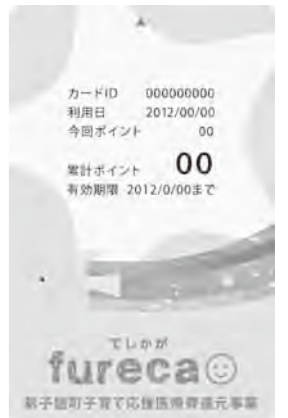 カードID 000000000
利用日 2012/00/00
今回ポイント 00
累計ポイント 00
有効期限 2012/0/00まで
てしかが
fureca
弟子屈町子育て応援医療費還元事業